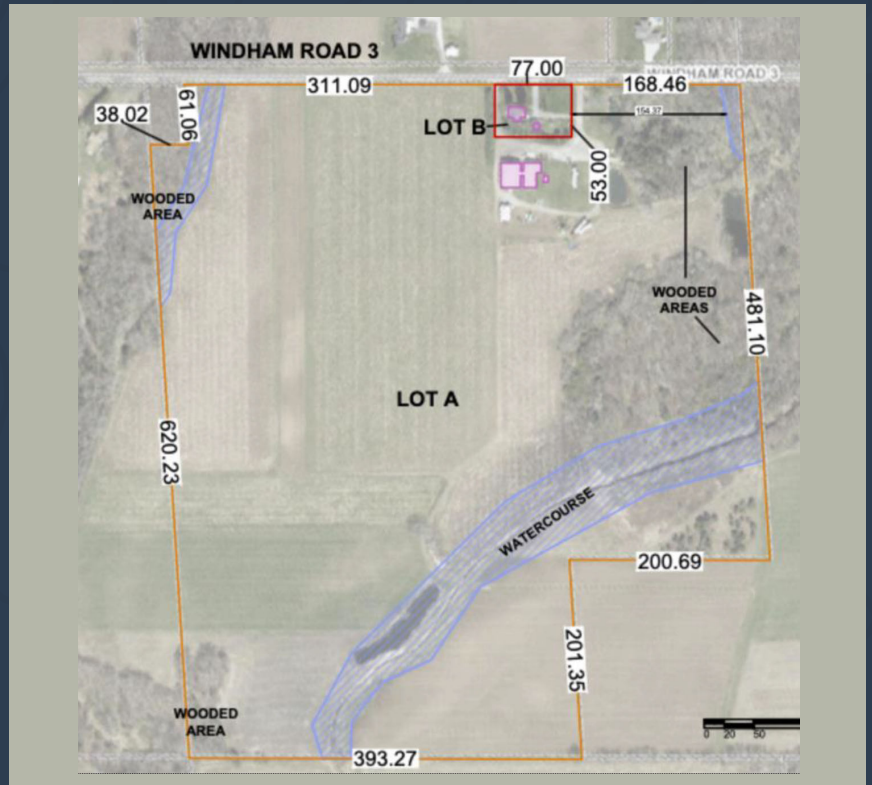 WINDHAM ROAD 3
77.00
WINDHAM ROAD 3
311.09
168.46
61.06
38.02
154.37
LOT B
53.00
WOODED
AREA
WOODED
AREAS
481.10
LOT A
620.23
WATERCOURSE
200.69
201.35
WOODED
AREA
0 20 50
393.27